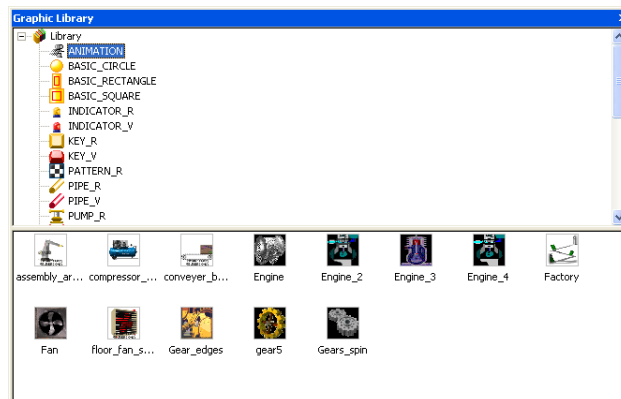 Graphic Library
Library
ANIMATION
BASIC_CIRCLE
BASIC_RECTANGLE
BASIC_SQUARE
INDICATOR_R
INDICATOR_V
KEY_R
KEY_V
PATTERN_R
PIPE_R
PIPE_V
PUMP_R
assembly_ar... compressor_... conveyer_b... Engine Engine_2 Engine_3 Engine_4 Factory
Fan floor_fan_s... Gear_edges gear5 Gears_spin